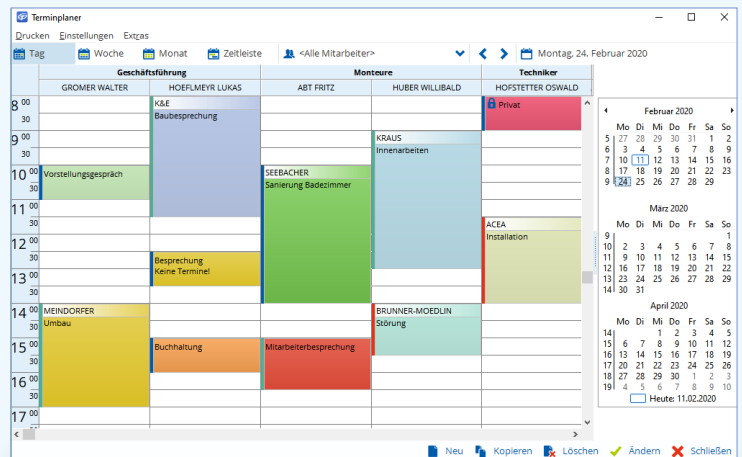 Terminplaner
Drucken Einstellungen Extras
Tag Woche Monat Zeitleiste <Alle Mitarbeiter> Montag, 24. Februar 2020
Geschäftsführung Monteure Techniker
GROMER WALTER HOEFLMEYR LUKAS ABT FRITZ HUBER WILLIBALD HOFSTETTER OSWALD
8 00
30
9 00
30
10 00
30
11 00
30
12 00
30
13 00
30
14 00
30
15 00
30
16 00
30
17 00
Vorstellungsgespräch
MEINDORFER
Umbau
K&E
Baubesprechung
Besprechung
Keine Termine!
Buchhaltung
SEEBACHER
Sanierung Badezimmer
Mitarbeiterbesprechung
KRAUS
Innenarbeiten
BRUNNER-MOEDLIN
Störung
Privat
ACEA
Installation
Februar 2020
Mo Di Mi Do Fr Sa So
5 27 28 29 30 31 1 2
6 3 4 5 6 7 8 9
7 10 11 12 13 14 15 16
8 17 18 19 20 21 22 23
9 24 25 26 27 28 29
März 2020
Mo Di Mi Do Fr Sa So
9 1
10 2 3 4 5 6 7 8
11 9 10 11 12 13 14 15
12 16 17 18 19 20 21 22
13 23 24 25 26 27 28 29
14 30 31
April 2020
Mo Di Mi Do Fr Sa So
14 1 2 3 4 5
15 6 7 8 9 10 11 12
16 13 14 15 16 17 18 19
17 20 21 22 23 24 25 26
18 27 28 29 30 1 2 3
19 4 5 6 7 8 9 10
Heute: 11.02.2020
Neu Kopieren Löschen Ändern Schließen